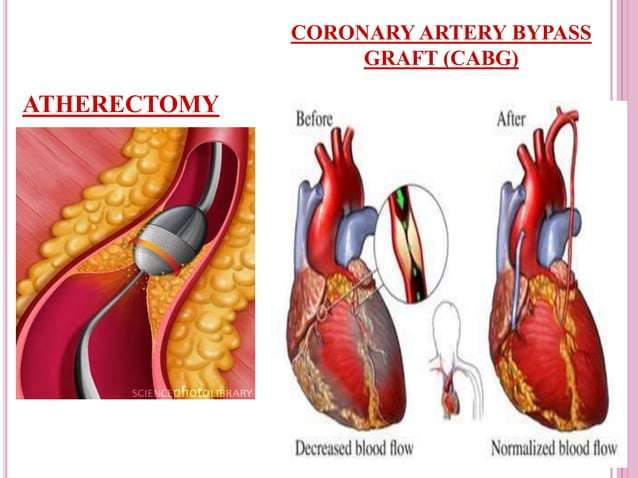 CORONARY ARTERY BYPASS
GRAFT (CABG)
ATHERECTOMY
Before
After
SCIENCEphotoLIBRARY
Decreased blood flow
Normalized blood flow